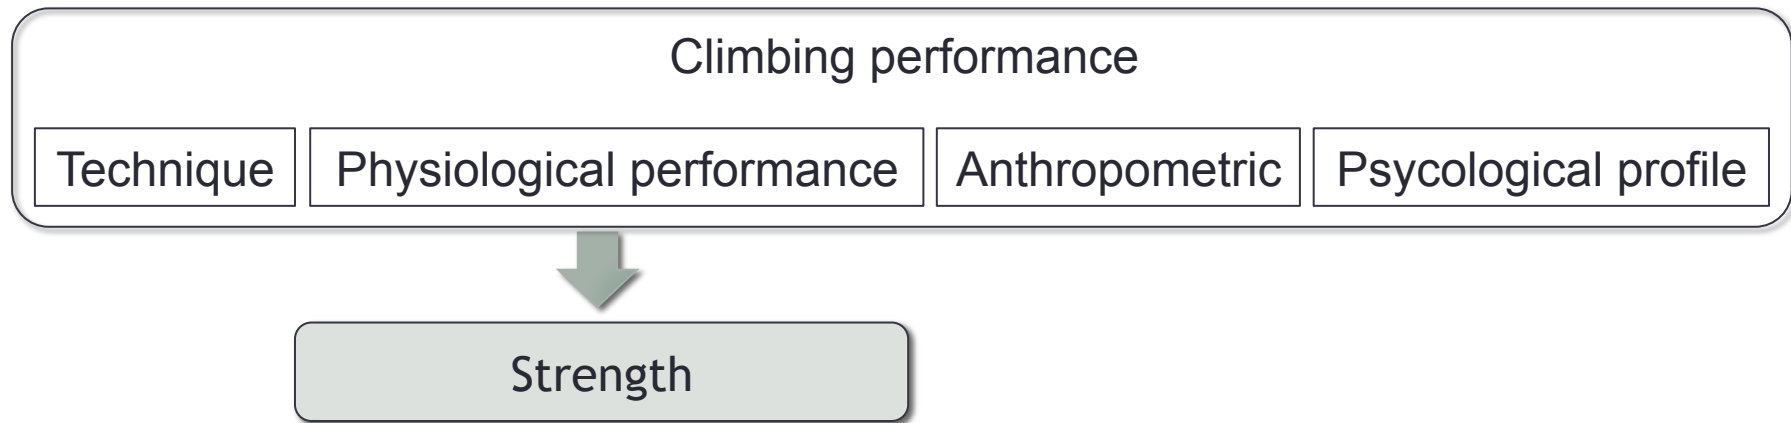 Climbing performance
Technique Physiological performance Anthropometric Psycological profile
Strength